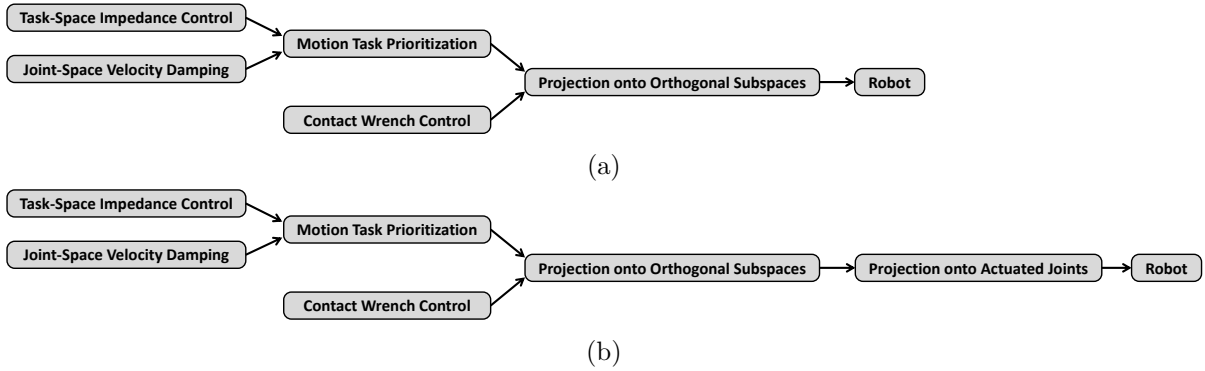 Task-Space Impedance Control
Motion Task Prioritization
Joint-Space Velocity Damping
Projection onto Orthogonal Subspaces
Robot
Contact Wrench Control
(a)
Task-Space Impedance Control
Motion Task Prioritization
Joint-Space Velocity Damping
Projection onto Orthogonal Subspaces
Projection onto Actuated Joints
Robot
Contact Wrench Control
(b)